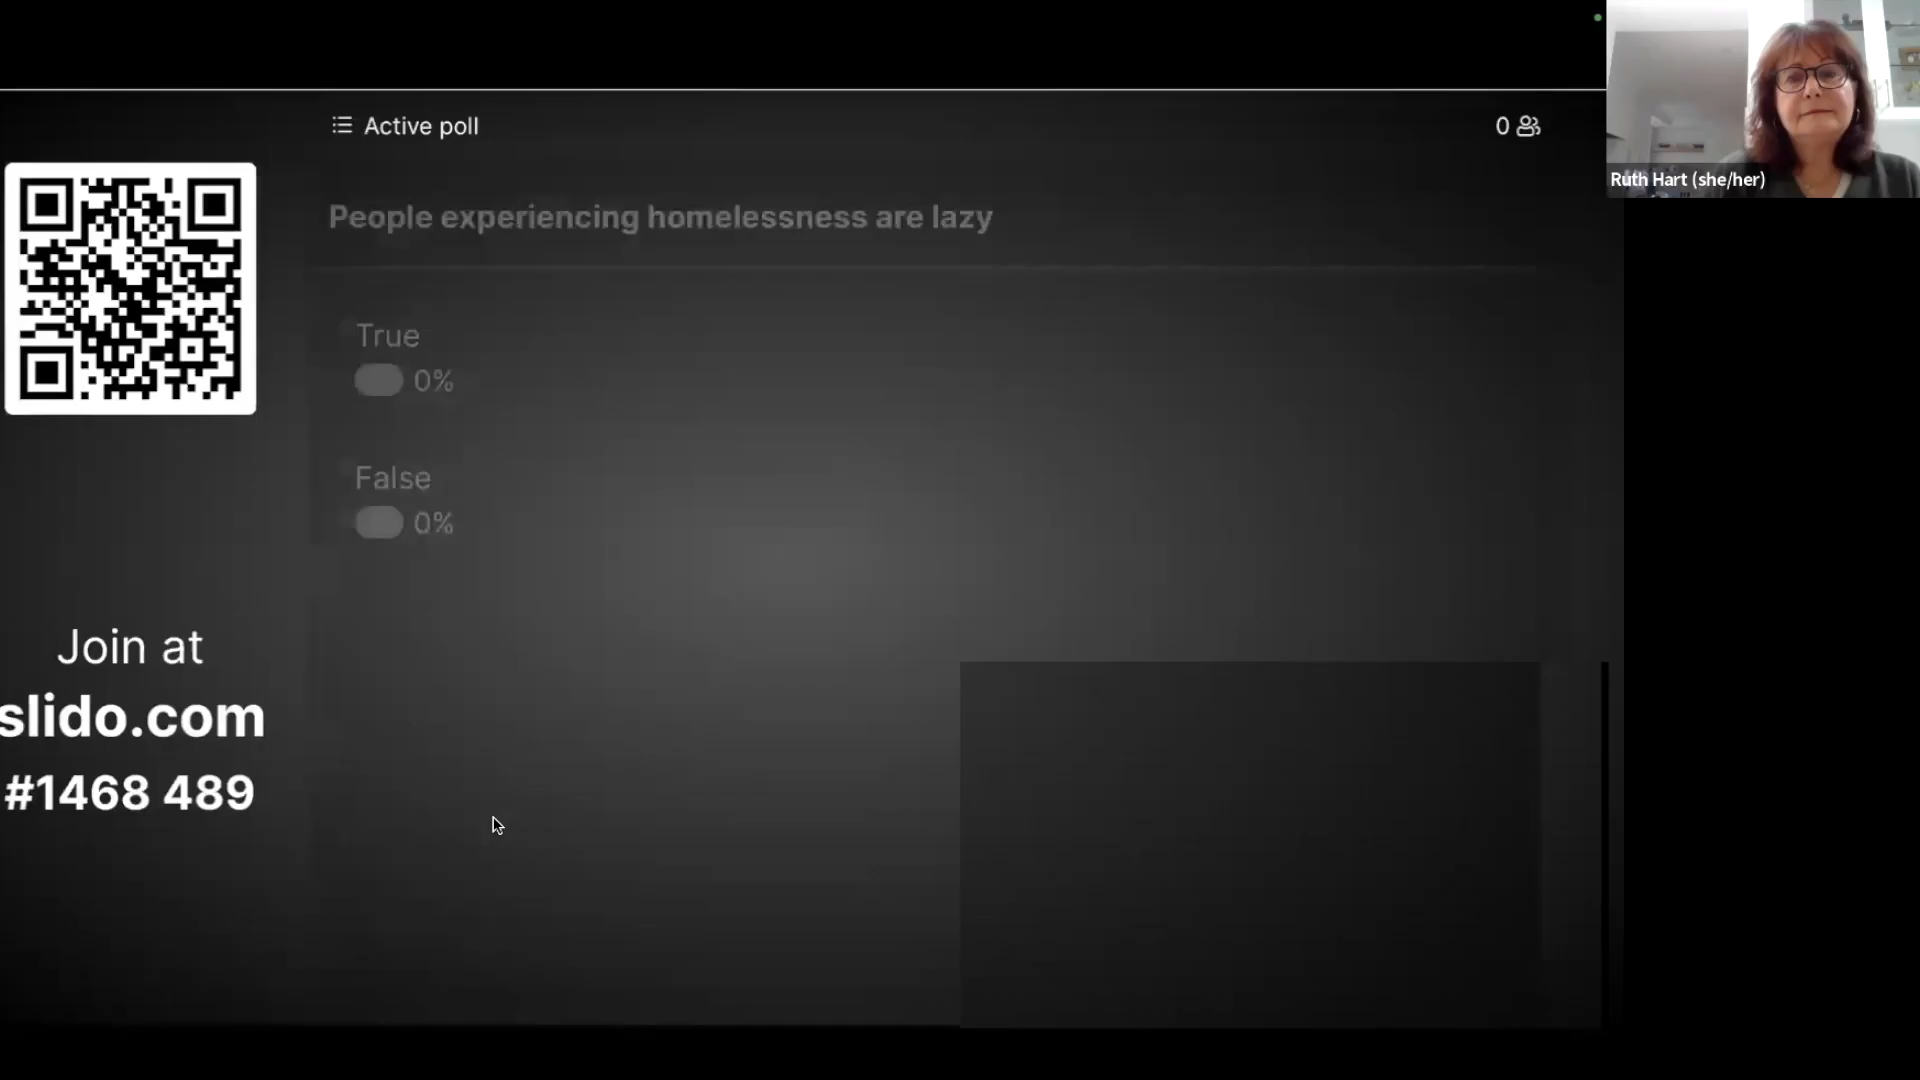 Active poll
0
People experiencing homelessness are lazy
True
0%
False
0%
Join at
slido.com
#1468 489
Ruth Hart (she/her)